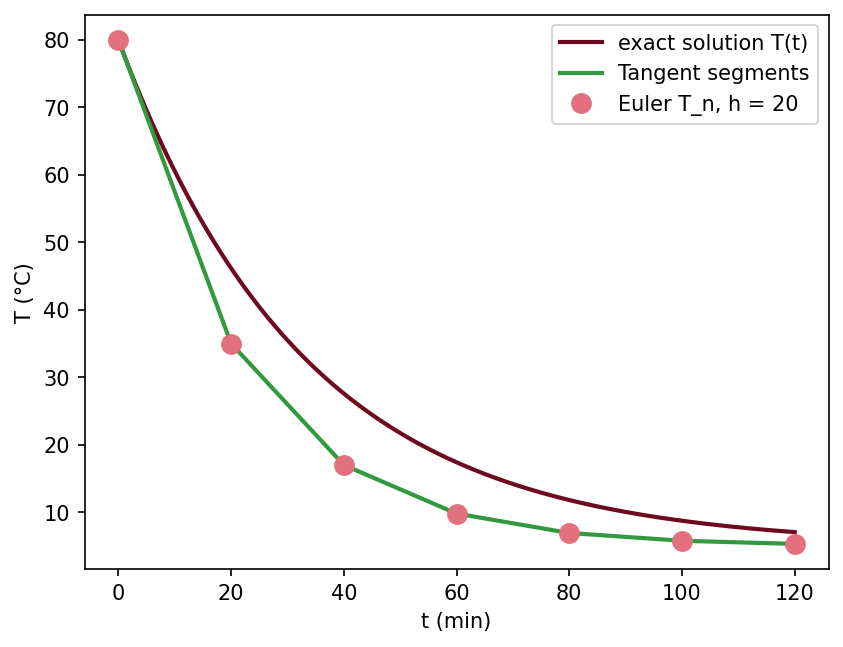 exact solution T(t)
Tangent segments
Euler T_n, h = 20
80
70
60
50
40
30
20
10
T (°C)
0 20 40 60 80 100 120
t (min)